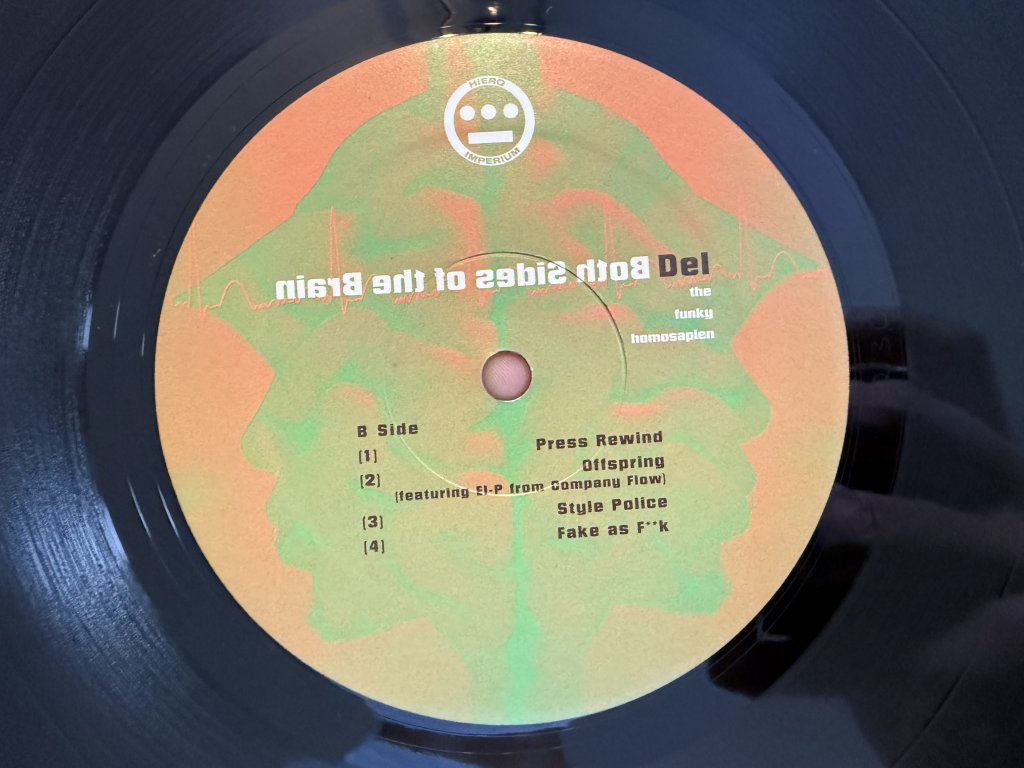 HIERO
IMPERIUM
Both Sides of the Brain Del
the
funky
homosapien
B Side
(1) Press Rewind
(2) Offspring
(featuring El-P from Company Flow)
(3) Style Police
(4) Fake as F**k